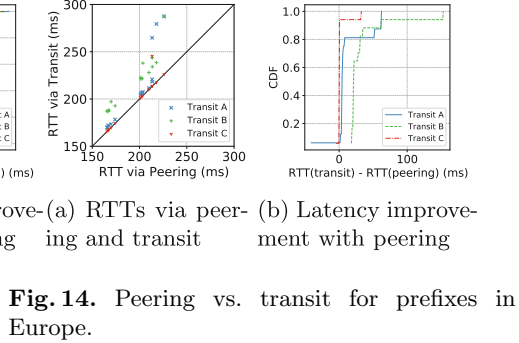 RTT via Transit (ms)
300
250
200
150
150 200 250 300
RTT via Peering (ms)
Transit A
Transit B
Transit C
CDF
1.0
0.8
0.6
0.4
0.2
0 100
RTT(transit) - RTT(peering) (ms)
Transit A
Transit B
Transit C
A
B
C
) (ms)
rove-
ng
(a) RTTs via peer-
ing and transit
(b) Latency improve-
ment with peering
Fig. 14. Peering vs. transit for prefixes in
Europe.